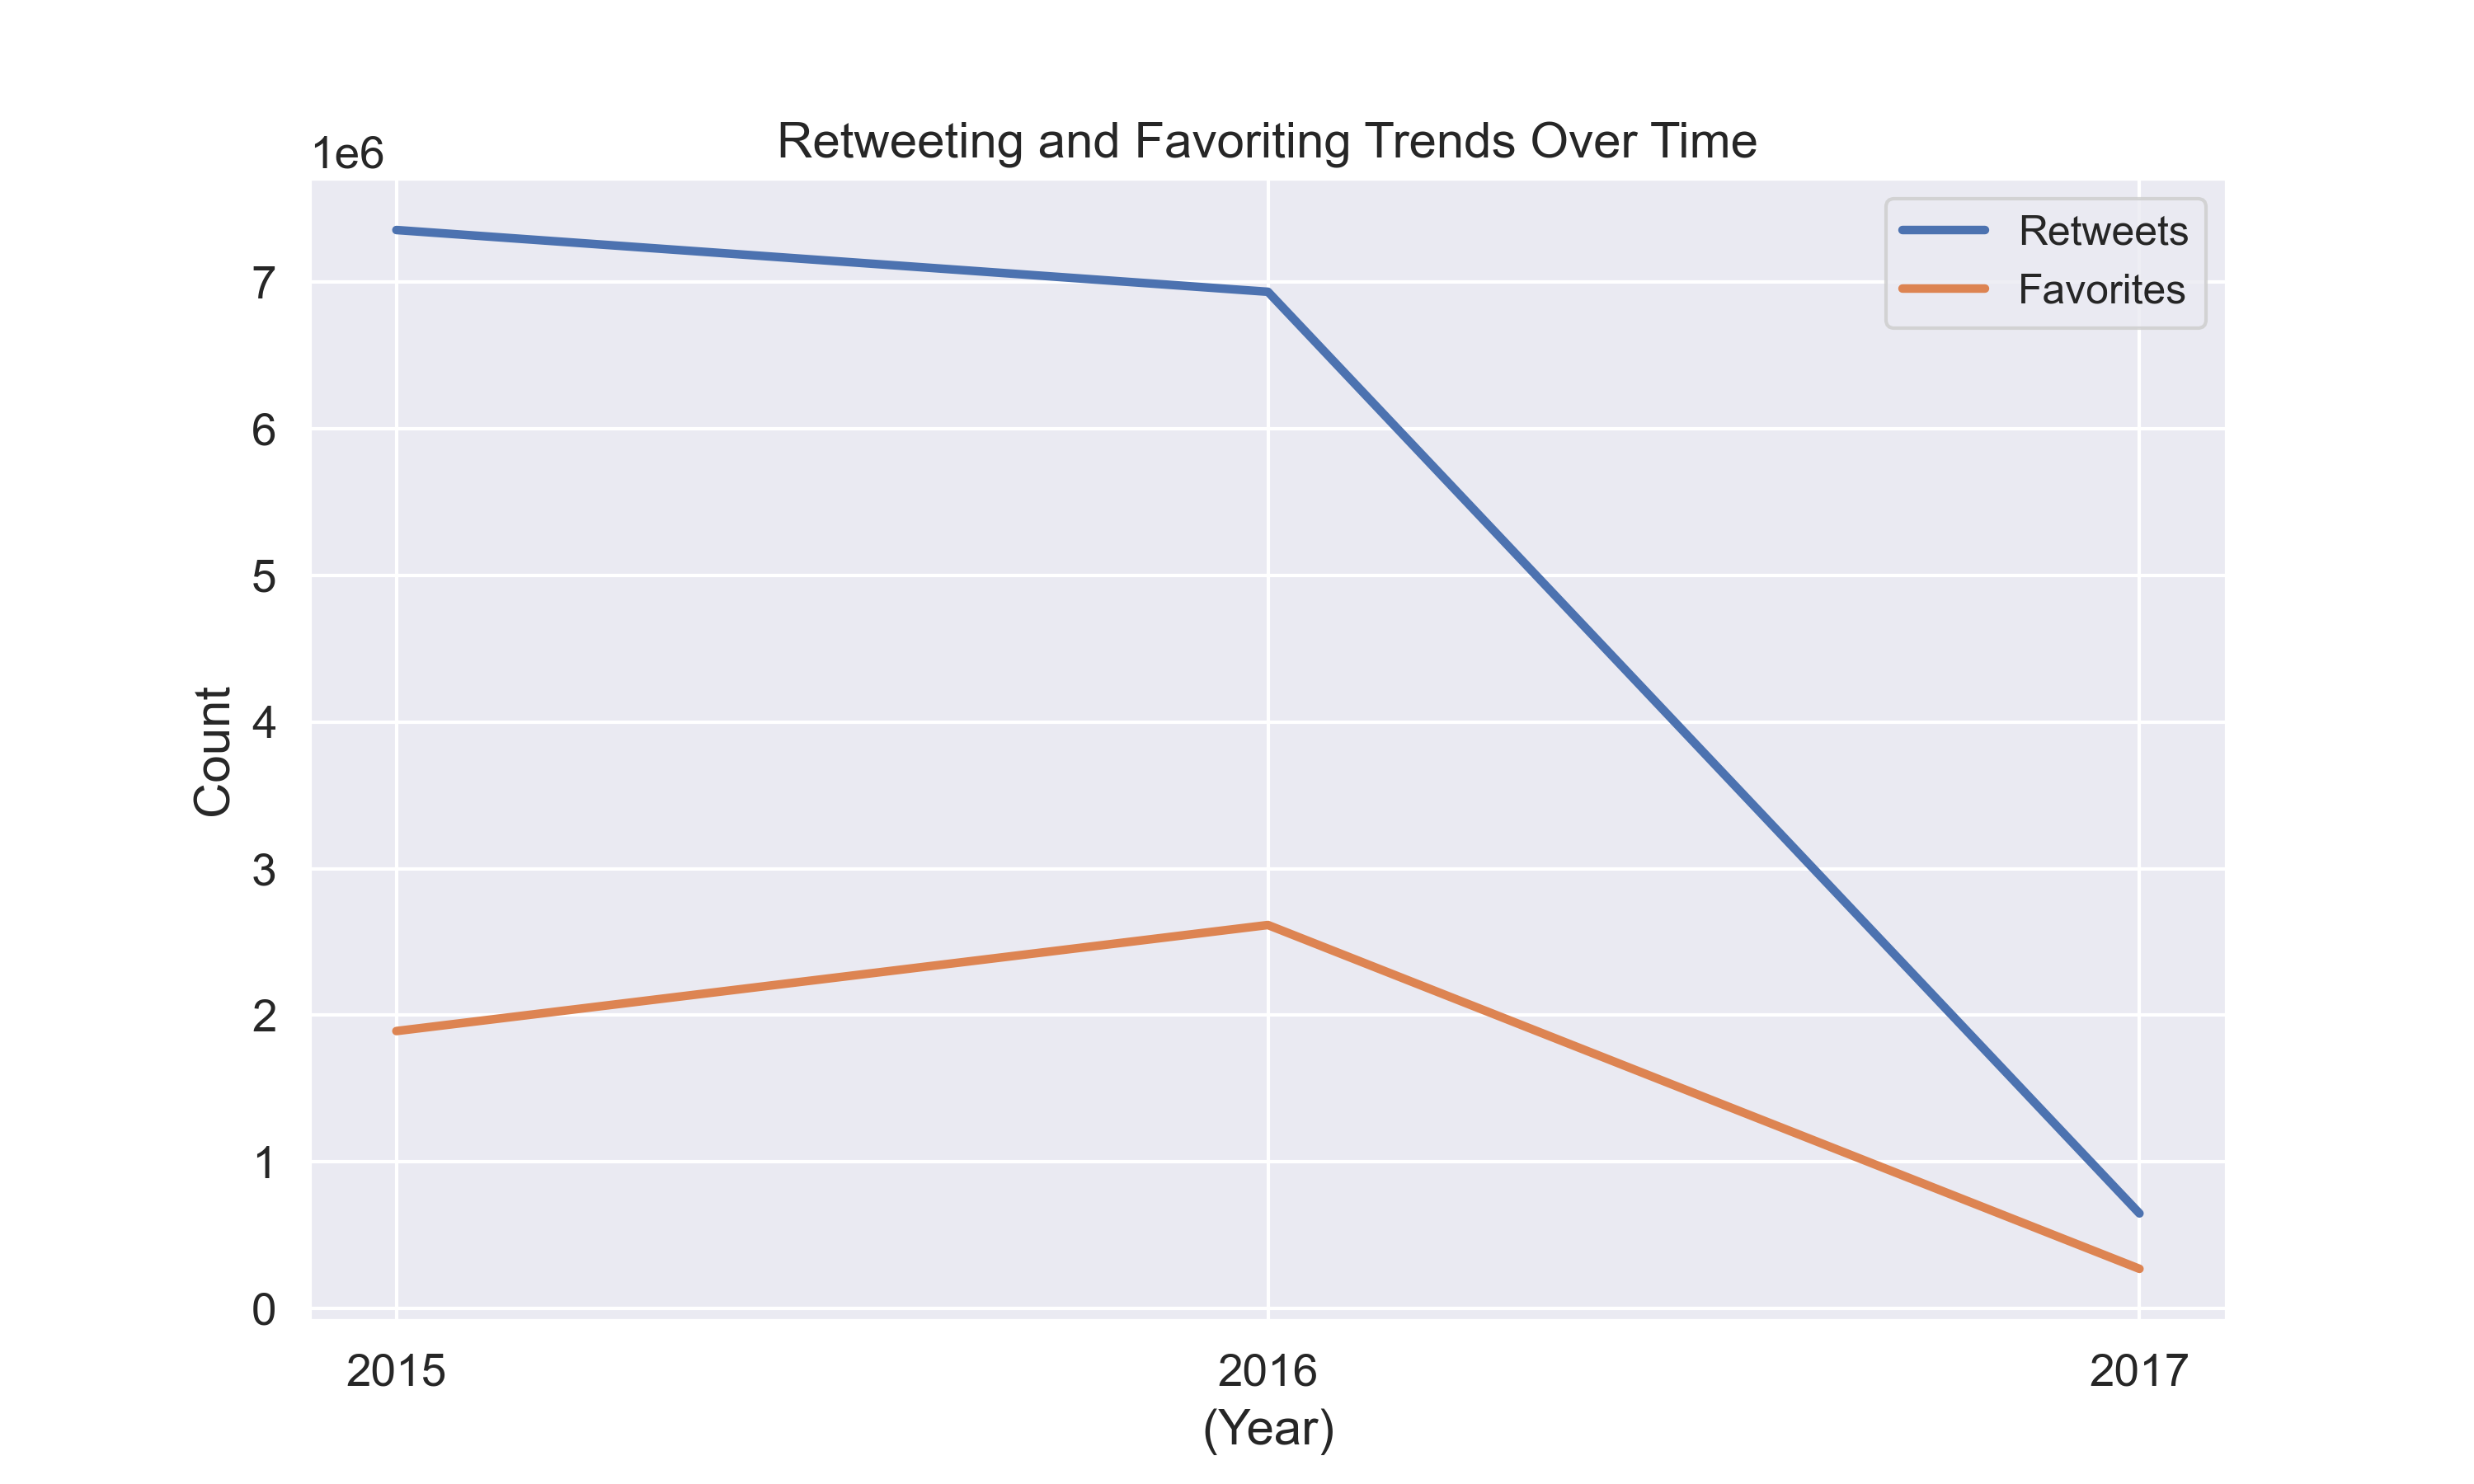 Retweeting and Favoriting Trends Over Time
1e6
Retweets
Favorites
7
6
5
4
3
2
1
0
Count
2015 2016 2017
(Year)